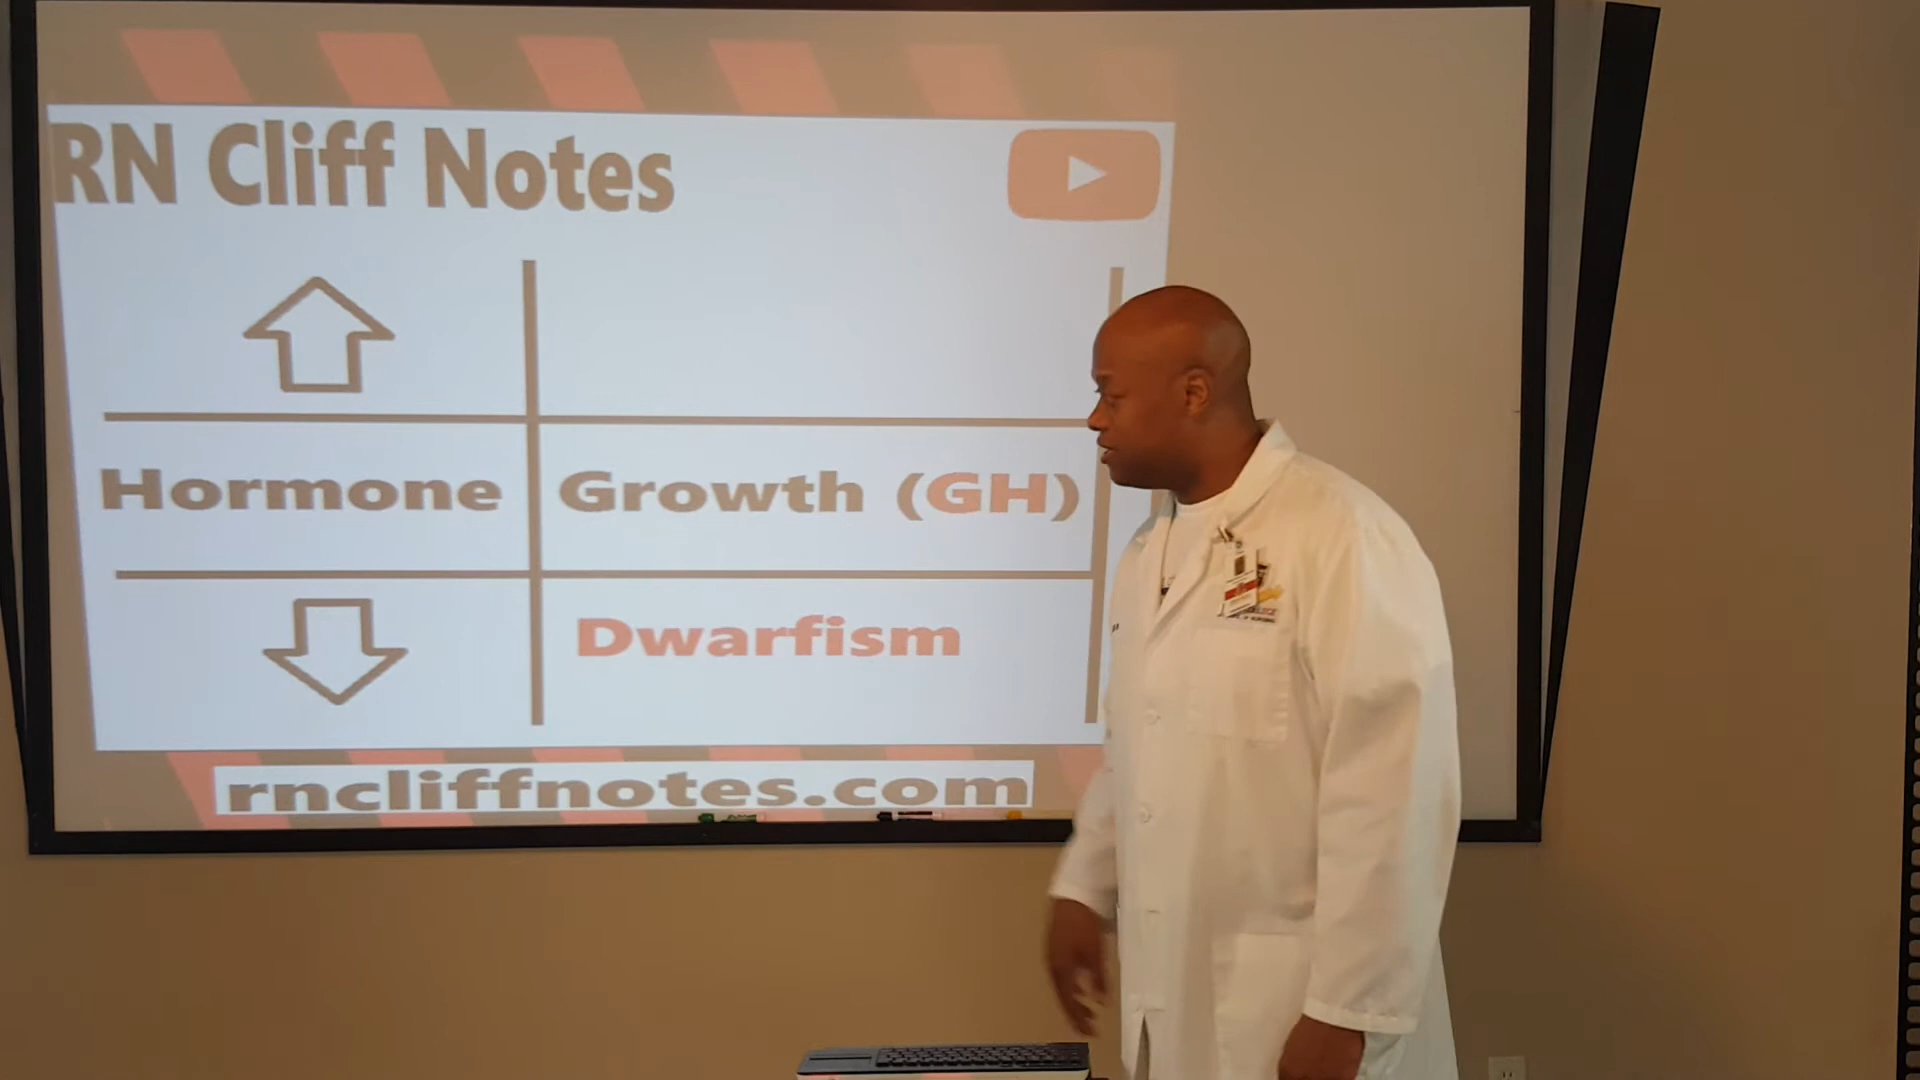 RN Cliff Notes
Hormone
Growth (GH)
Dwarfism
rncliffnotes.com